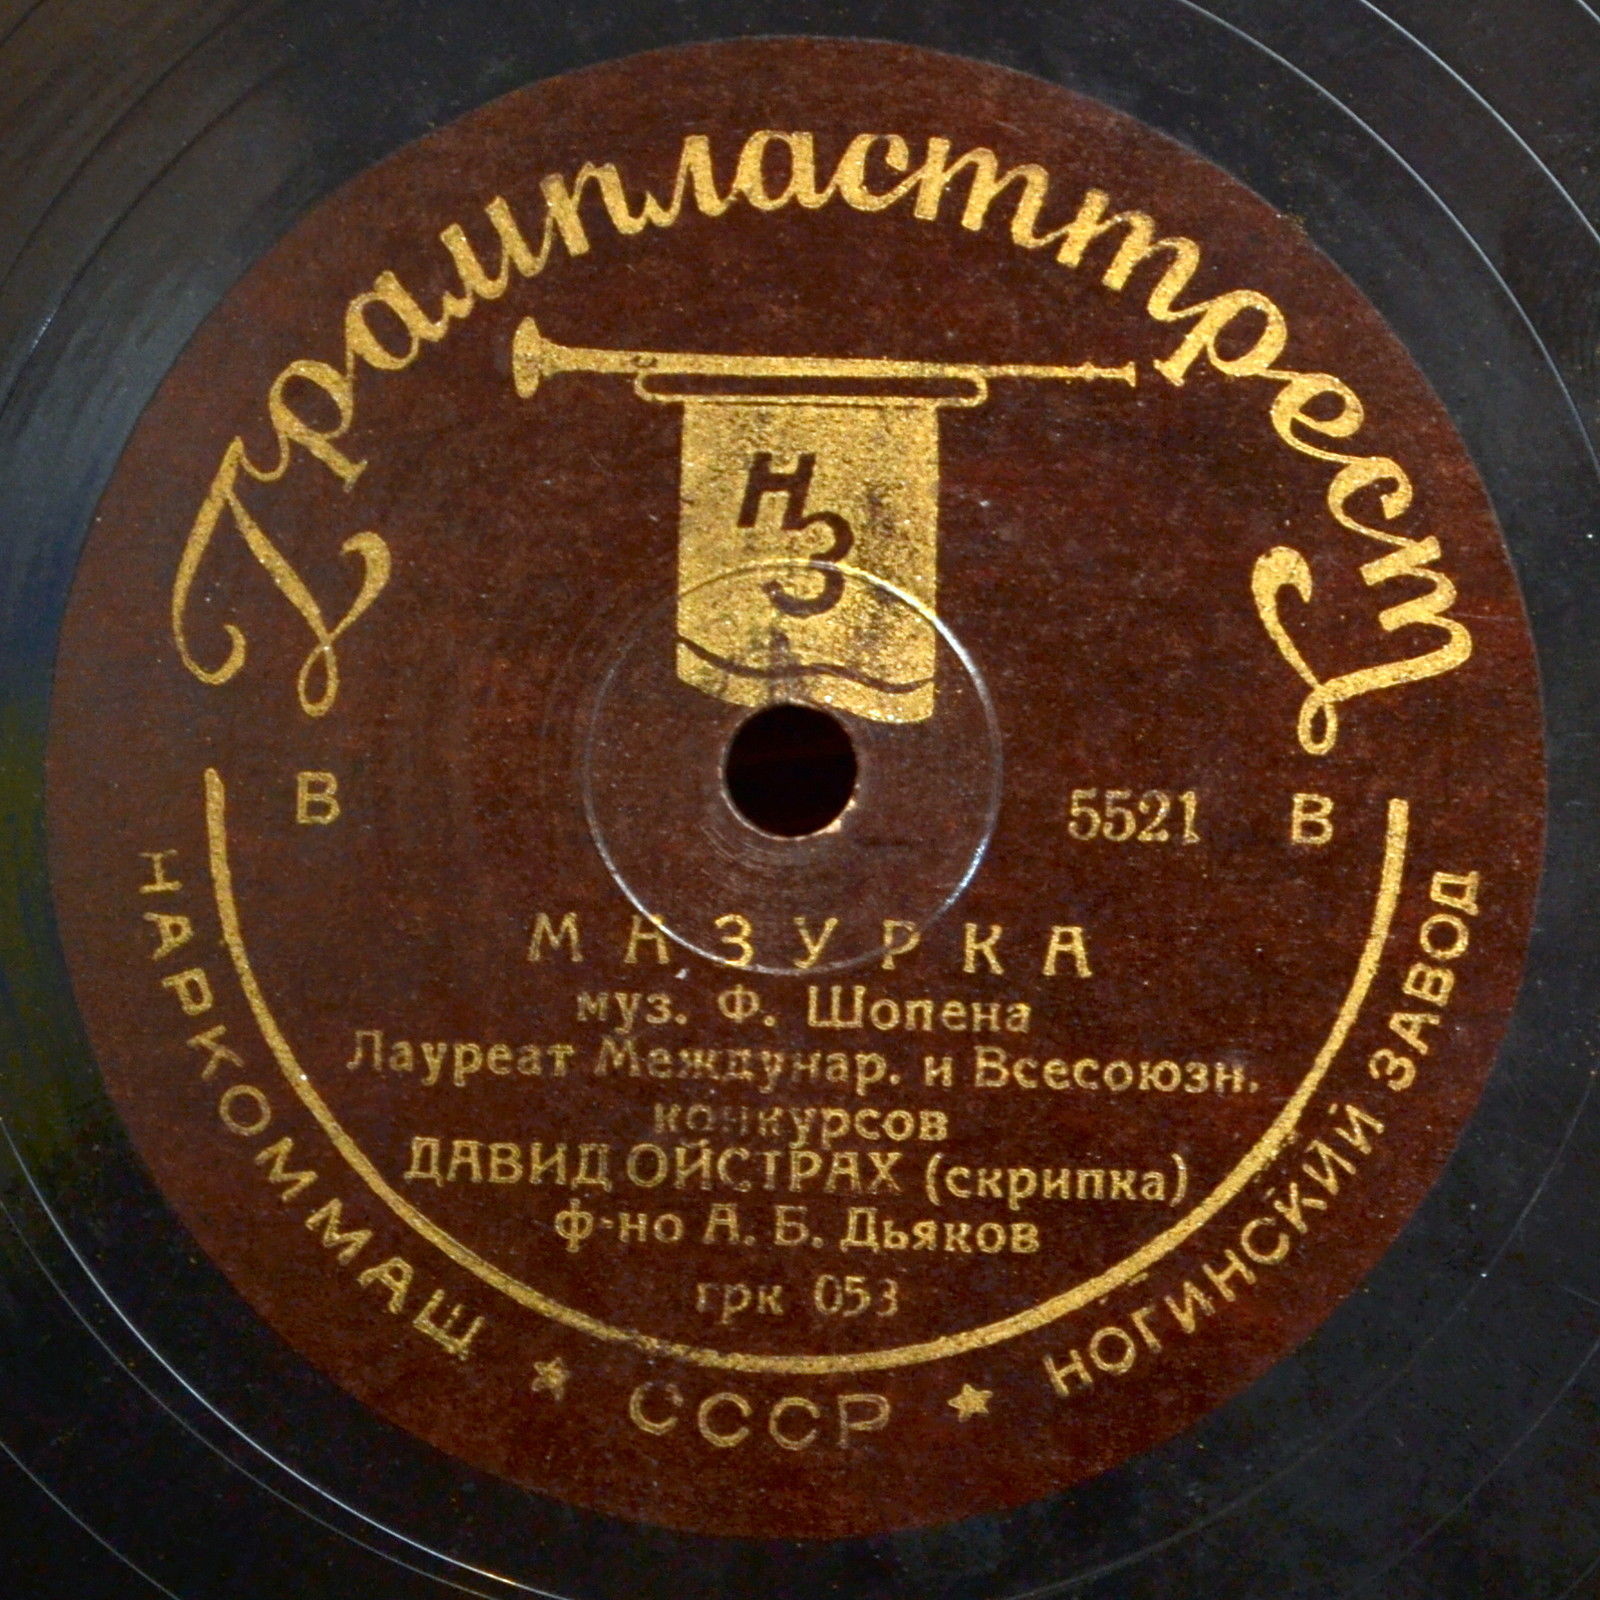 Грампласттрест
НЗ
В 5521 В
МАЗУРКА
муз. Ф. Шопена
Лауреат Междунар. и Всесоюзн.
конкурсов
ДАВИД ОЙСТРАХ (скрипка)
ф-но А. Б. Дьяков
грк 053
НАРКОММАШ ★ СССР ★ НОГИНСКИЙ ЗАВОД